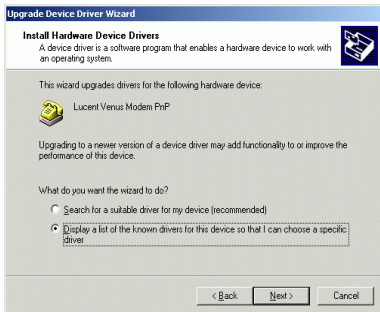 Upgrade Device Driver Wizard
Install Hardware Device Drivers
A device driver is a software program that enables a hardware device to work with
an operating system.
This wizard upgrades drivers for the following hardware device:
Lucent Venus Modem PnP
Upgrading to a newer version of a device driver may add functionality to or improve the
performance of this device.
What do you want the wizard to do?
Search for a suitable driver for my device (recommended)
Display a list of the known drivers for this device so that I can choose a specific
driver
< Back Next > Cancel